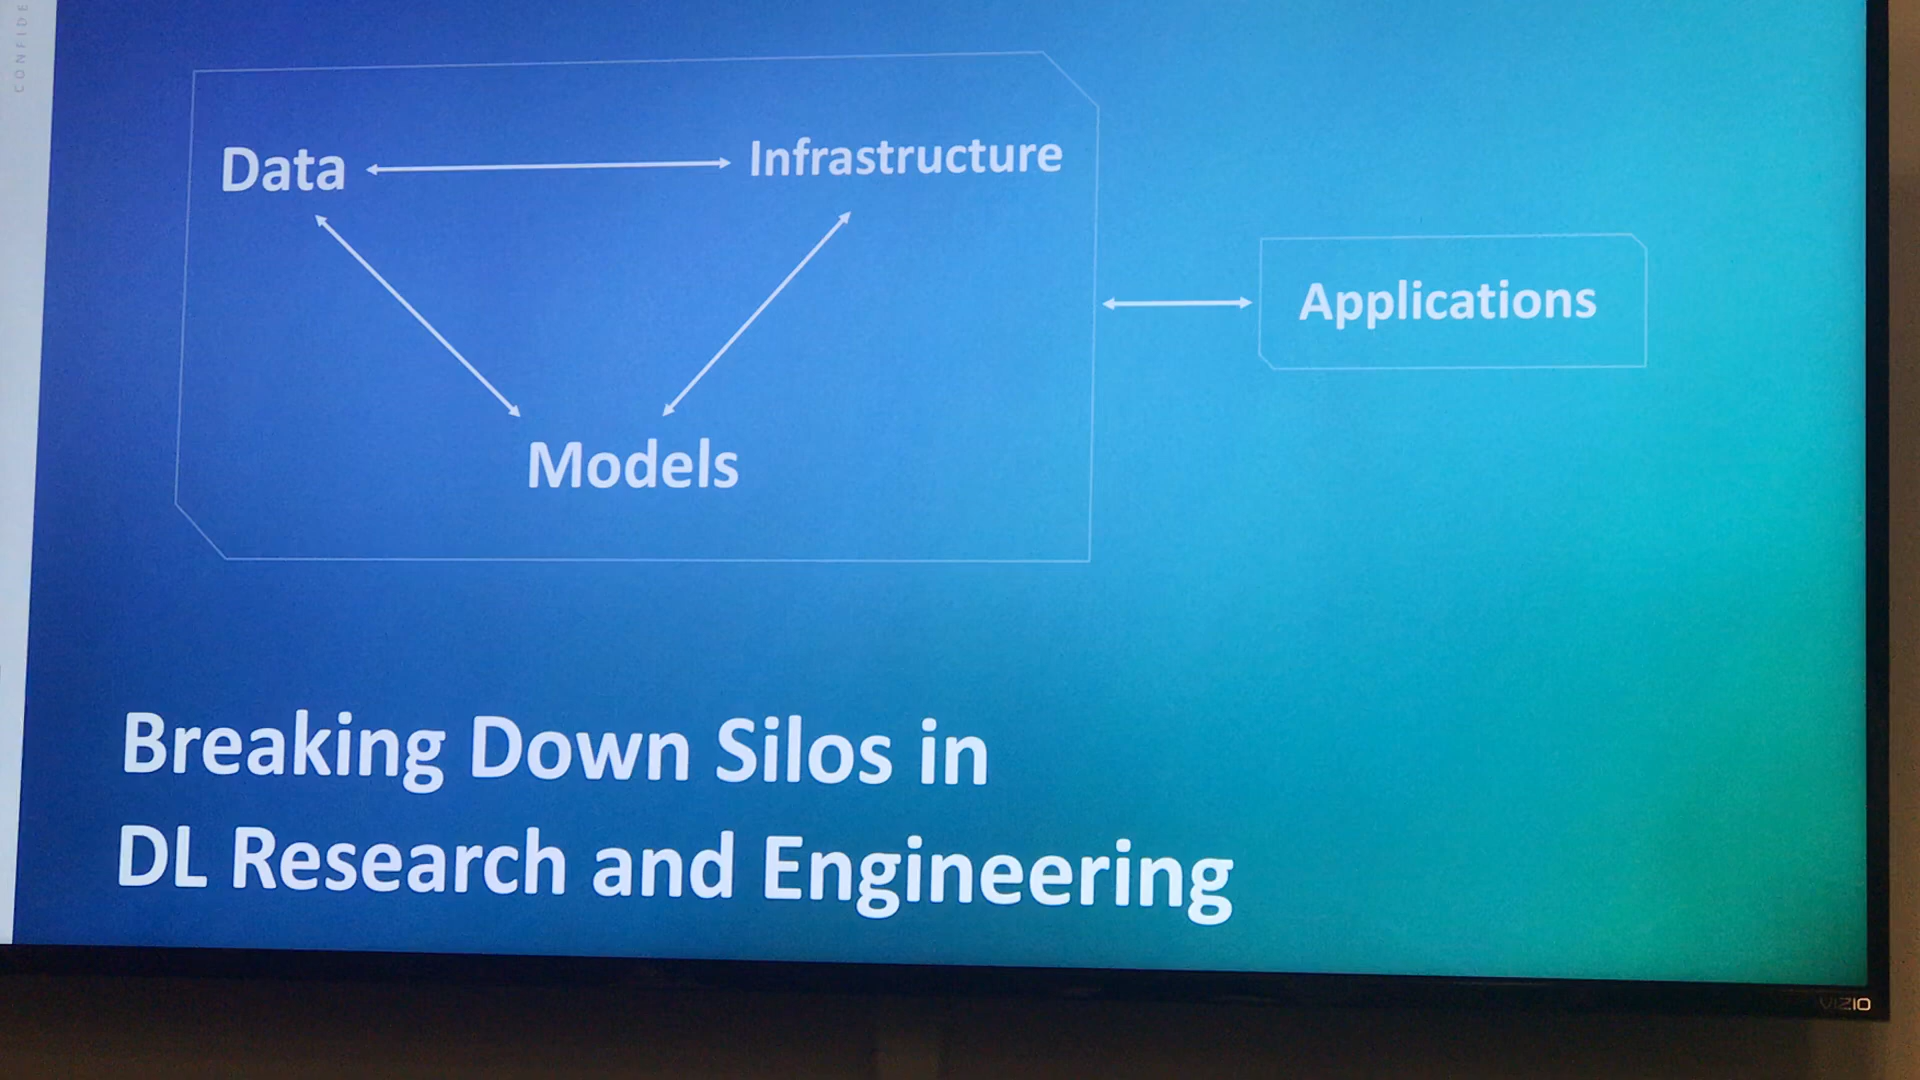 Data
Infrastructure
Models
Applications
Breaking Down Silos in
DL Research and Engineering
VIZIO